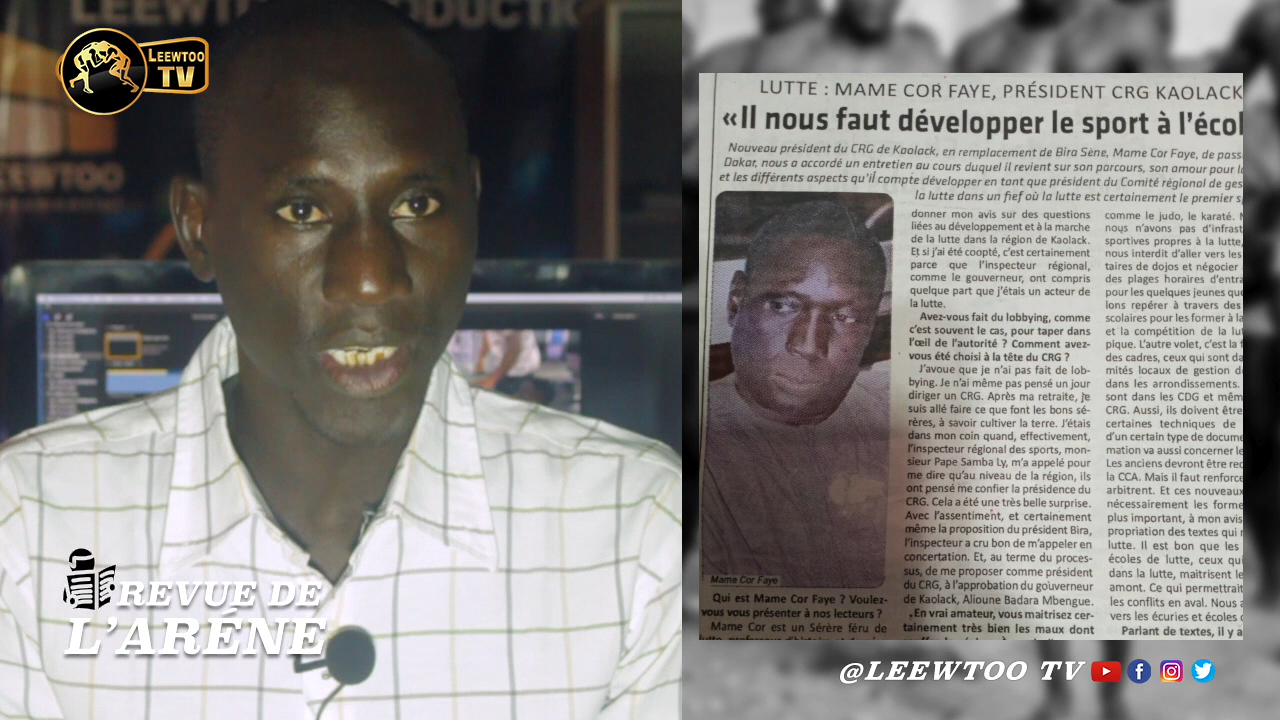 LEEWTOO PRODUCTIO
LEEWTOO
TV
LEEWTOO
REVUE DE
L'ARÉNE
LUTTE : MAME COR FAYE, PRÉSIDENT CRG KAOLACK
«Il nous faut développer le sport à l'écol
Nouveau président du CRG de Kaolack, en remplacement de Bira Sène, Mame Cor Faye, de pass
Dakar, nous a accordé un entretien au cours duquel il revient sur son parcours, son amour pour l
et les différents aspects qu'il compte développer en tant que président du Comité régional de ges
la lutte dans un fief où la lutte est certainement le premier s
donner mon avis sur des questions
liées au développement et à la marche
de la lutte dans la région de Kaolack.
Et si j'ai été coopté, c'est certainement
parce que l'inspecteur régional,
comme le gouverneur, ont compris
quelque part que j'étais un acteur de
la lutte.
Avez-vous fait du lobbying, comme
c'est souvent le cas, pour taper dans
l'œil de l'autorité ? Comment avez-
vous été choisi à la tête du CRG ?
J'avoue que je n'ai pas fait de lob-
bying. Je n'ai même pas pensé un jour
diriger un CRG. Après ma retraite, je
suis allé faire ce que font les bons sé-
rères, à savoir cultiver la terre. J'étais
dans mon coin quand, effectivement,
l'inspecteur régional des sports, mon-
sieur Pape Samba Ly, m'a appelé pour
me dire qu'au niveau de la région, ils
ont pensé me confier la présidence du
CRG. Cela a été une très belle surprise.
Avec l'assentiment, et certainement
même la proposition du président Bira,
l'inspecteur a cru bon de m'appeler en
concertation. Et, au terme du proces-
sus, de me proposer comme président
du CRG, à l'approbation du gouverneur
de Kaolack, Alioune Badara Mbengue.
En vrai amateur, vous maitrisez cer-
tainement très bien les maux dont
comme le judo, le karaté. N
nous n'avons pas d'infrast
sportives propres à la lutte,
nous interdit d'aller vers les
taires de dojos et négocier
des plages horaires d'entra
pour les quelques jeunes que
lons repérer à travers des
scolaires pour les former à la
et la compétition de la lut
pique. L'autre volet, c'est la f
des cadres, ceux qui sont da
mités locaux de gestion d
dans les arrondissements.
sont dans les CDG et mêm
CRG. Aussi, ils doivent être
certaines techniques de
d'un certain type de docume
mation va aussi concerner le
Les anciens devront être rec
la CCA. Mais il faut renforce
arbitrent. Et ces nouveaux
nécessairement les forme
plus important, à mon avis
propriation des textes qui r
lutte. Il est bon que les
écoles de lutte, ceux qui
dans la lutte, maitrisent le
amont. Ce qui permettrait
les conflits en aval. Nous a
vers les écuries et écoles d
Parlant de textes, il y a
Mame Cor Faye
Qui est Mame Cor Faye ? Voulez-
vous vous présenter à nos lecteurs ?
Mame Cor est un Sérère féru de
@LEEWTOO TV